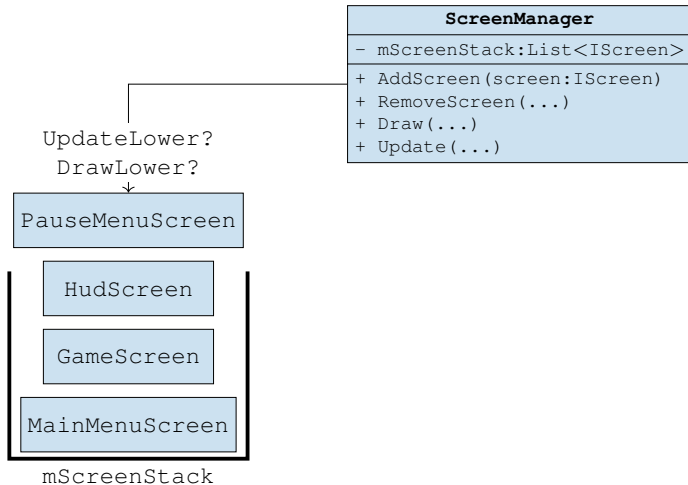 ScreenManager
- mScreenStack:List<IScreen>
+ AddScreen(screen:IScreen)
+ RemoveScreen(...)
+ Draw(...)
+ Update(...)
UpdateLower?
DrawLower?
PauseMenuScreen
HudScreen
GameScreen
MainMenuScreen
mScreenStack